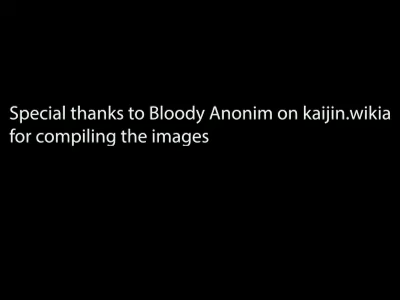 Special thanks to Bloody Anonim on kaijin.wikia
for compiling the images